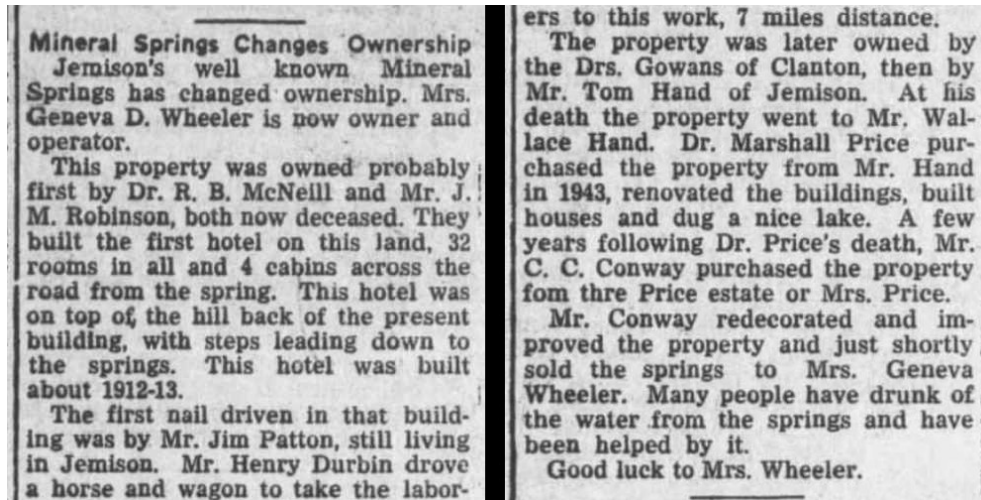 Mineral Springs Changes Ownership
Jemison's well known Mineral
Springs has changed ownership. Mrs.
Geneva D. Wheeler is now owner and
operator.
This property was owned probably
first by Dr. R. B. McNeill and Mr. J.
M. Robinson, both now deceased. They
built the first hotel on this land, 32
rooms in all and 4 cabins across the
road from the spring. This hotel was
on top of the hill back of the present
building, with steps leading down to
the springs. This hotel was built
about 1912-13.
The first nail driven in that build-
ing was by Mr. Jim Patton, still living
in Jemison. Mr. Henry Durbin drove
a horse and wagon to take the labor-
ers to this work, 7 miles distance.
The property was later owned by
the Drs. Gowans of Clanton, then by
Mr. Tom Hand of Jemison. At his
death the property went to Mr. Wal-
lace Hand. Dr. Marshall Price pur-
chased the property from Mr. Hand
in 1943, renovated the buildings, built
houses and dug a nice lake. A few
years following Dr. Price's death, Mr.
C. C. Conway purchased the property
fom thre Price estate or Mrs. Price.
Mr. Conway redecorated and im-
proved the property and just shortly
sold the springs to Mrs. Geneva
Wheeler. Many people have drunk of
the water from the springs and have
been helped by it.
Good luck to Mrs. Wheeler.